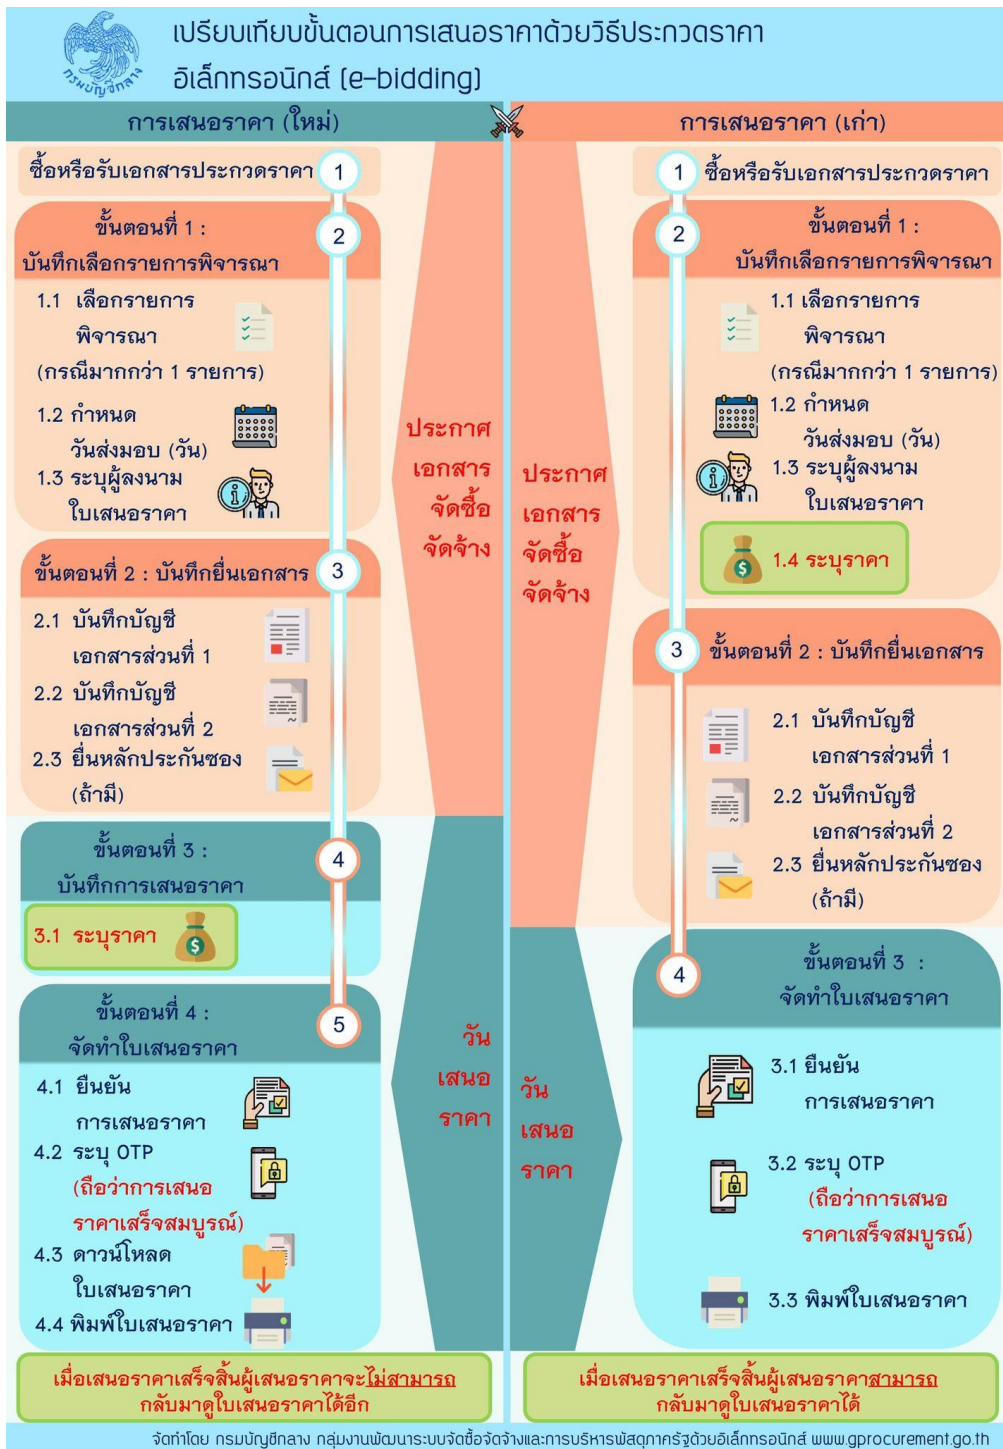 กรมบัญชีกลาง
เปรียบเทียบขั้นตอนการเสนอราคาด้วยวิธีประกวดราคา
อิเล็กทรอนิกส์ (e-bidding)
การเสนอราคา (ใหม่)
ซื้อหรือรับเอกสารประกวดราคา 1
ขั้นตอนที่ 1 :
2
บันทึกเลือกรายการพิจารณา
1.1 เลือกรายการ
พิจารณา
(กรณีมากกว่า 1 รายการ)
1.2 กำหนด
วันส่งมอบ (วัน)
1.3 ระบุผู้ลงนาม
ใบเสนอราคา
ขั้นตอนที่ 2 : บันทึกยื่นเอกสาร 3
2.1 บันทึกบัญชี
เอกสารส่วนที่ 1
2.2 บันทึกบัญชี
เอกสารส่วนที่ 2
2.3 ยื่นหลักประกันซอง
(ถ้ามี)
ขั้นตอนที่ 3 :
4
บันทึกการเสนอราคา
3.1 ระบุราคา
ขั้นตอนที่ 4 :
5
จัดทำใบเสนอราคา
4.1 ยืนยัน
การเสนอราคา
4.2 ระบุ OTP
(ถือว่าการเสนอ
ราคาเสร็จสมบูรณ์)
4.3 ดาวน์โหลด
ใบเสนอราคา
4.4 พิมพ์ใบเสนอราคา
ประกาศ
เอกสาร
จัดซื้อ
จัดจ้าง
วัน
เสนอ
ราคา
เมื่อเสนอราคาเสร็จสิ้นผู้เสนอราคาจะไม่สามารถ
กลับมาดูใบเสนอราคาได้อีก
การเสนอราคา (เก่า)
1 ซื้อหรือรับเอกสารประกวดราคา
ขั้นตอนที่ 1 :
2
บันทึกเลือกรายการพิจารณา
1.1 เลือกรายการ
พิจารณา
(กรณีมากกว่า 1 รายการ)
1.2 กำหนด
วันส่งมอบ (วัน)
1.3 ระบุผู้ลงนาม
ใบเสนอราคา
1.4 ระบุราคา
3 ขั้นตอนที่ 2 : บันทึกยื่นเอกสาร
2.1 บันทึกบัญชี
เอกสารส่วนที่ 1
2.2 บันทึกบัญชี
เอกสารส่วนที่ 2
2.3 ยื่นหลักประกันซอง
(ถ้ามี)
ขั้นตอนที่ 3 :
4
จัดทำใบเสนอราคา
3.1 ยืนยัน
การเสนอราคา
3.2 ระบุ OTP
(ถือว่าการเสนอ
ราคาเสร็จสมบูรณ์)
3.3 พิมพ์ใบเสนอราคา
ประกาศ
เอกสาร
จัดซื้อ
จัดจ้าง
วัน
เสนอ
ราคา
เมื่อเสนอราคาเสร็จสิ้นผู้เสนอราคาสามารถ
กลับมาดูใบเสนอราคาได้
จัดทำโดย กรมบัญชีกลาง กลุ่มงานพัฒนาระบบจัดซื้อจัดจ้างและการบริหารพัสดุภาครัฐด้วยอิเล็กทรอนิกส์ www.gprocurement.go.th